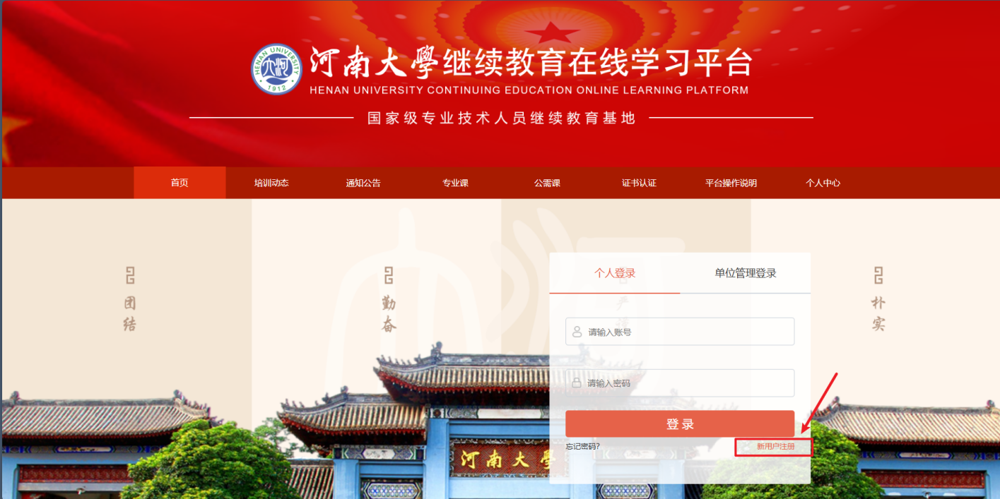 HENAN UNIVERSITY
1912
河南大學继续教育在线学习平台
HENAN UNIVERSITY CONTINUING EDUCATION ONLINE LEARNING PLATFORM
国家级专业技术人员继续教育基地
首页 培训动态 通知公告 专业课 公需课 证书认证 平台操作说明 个人中心
团结
勤奋
严谨
朴实
个人登录 单位管理登录
请输入账号
请输入密码
登录
忘记密码? 新用户注册
河南大學